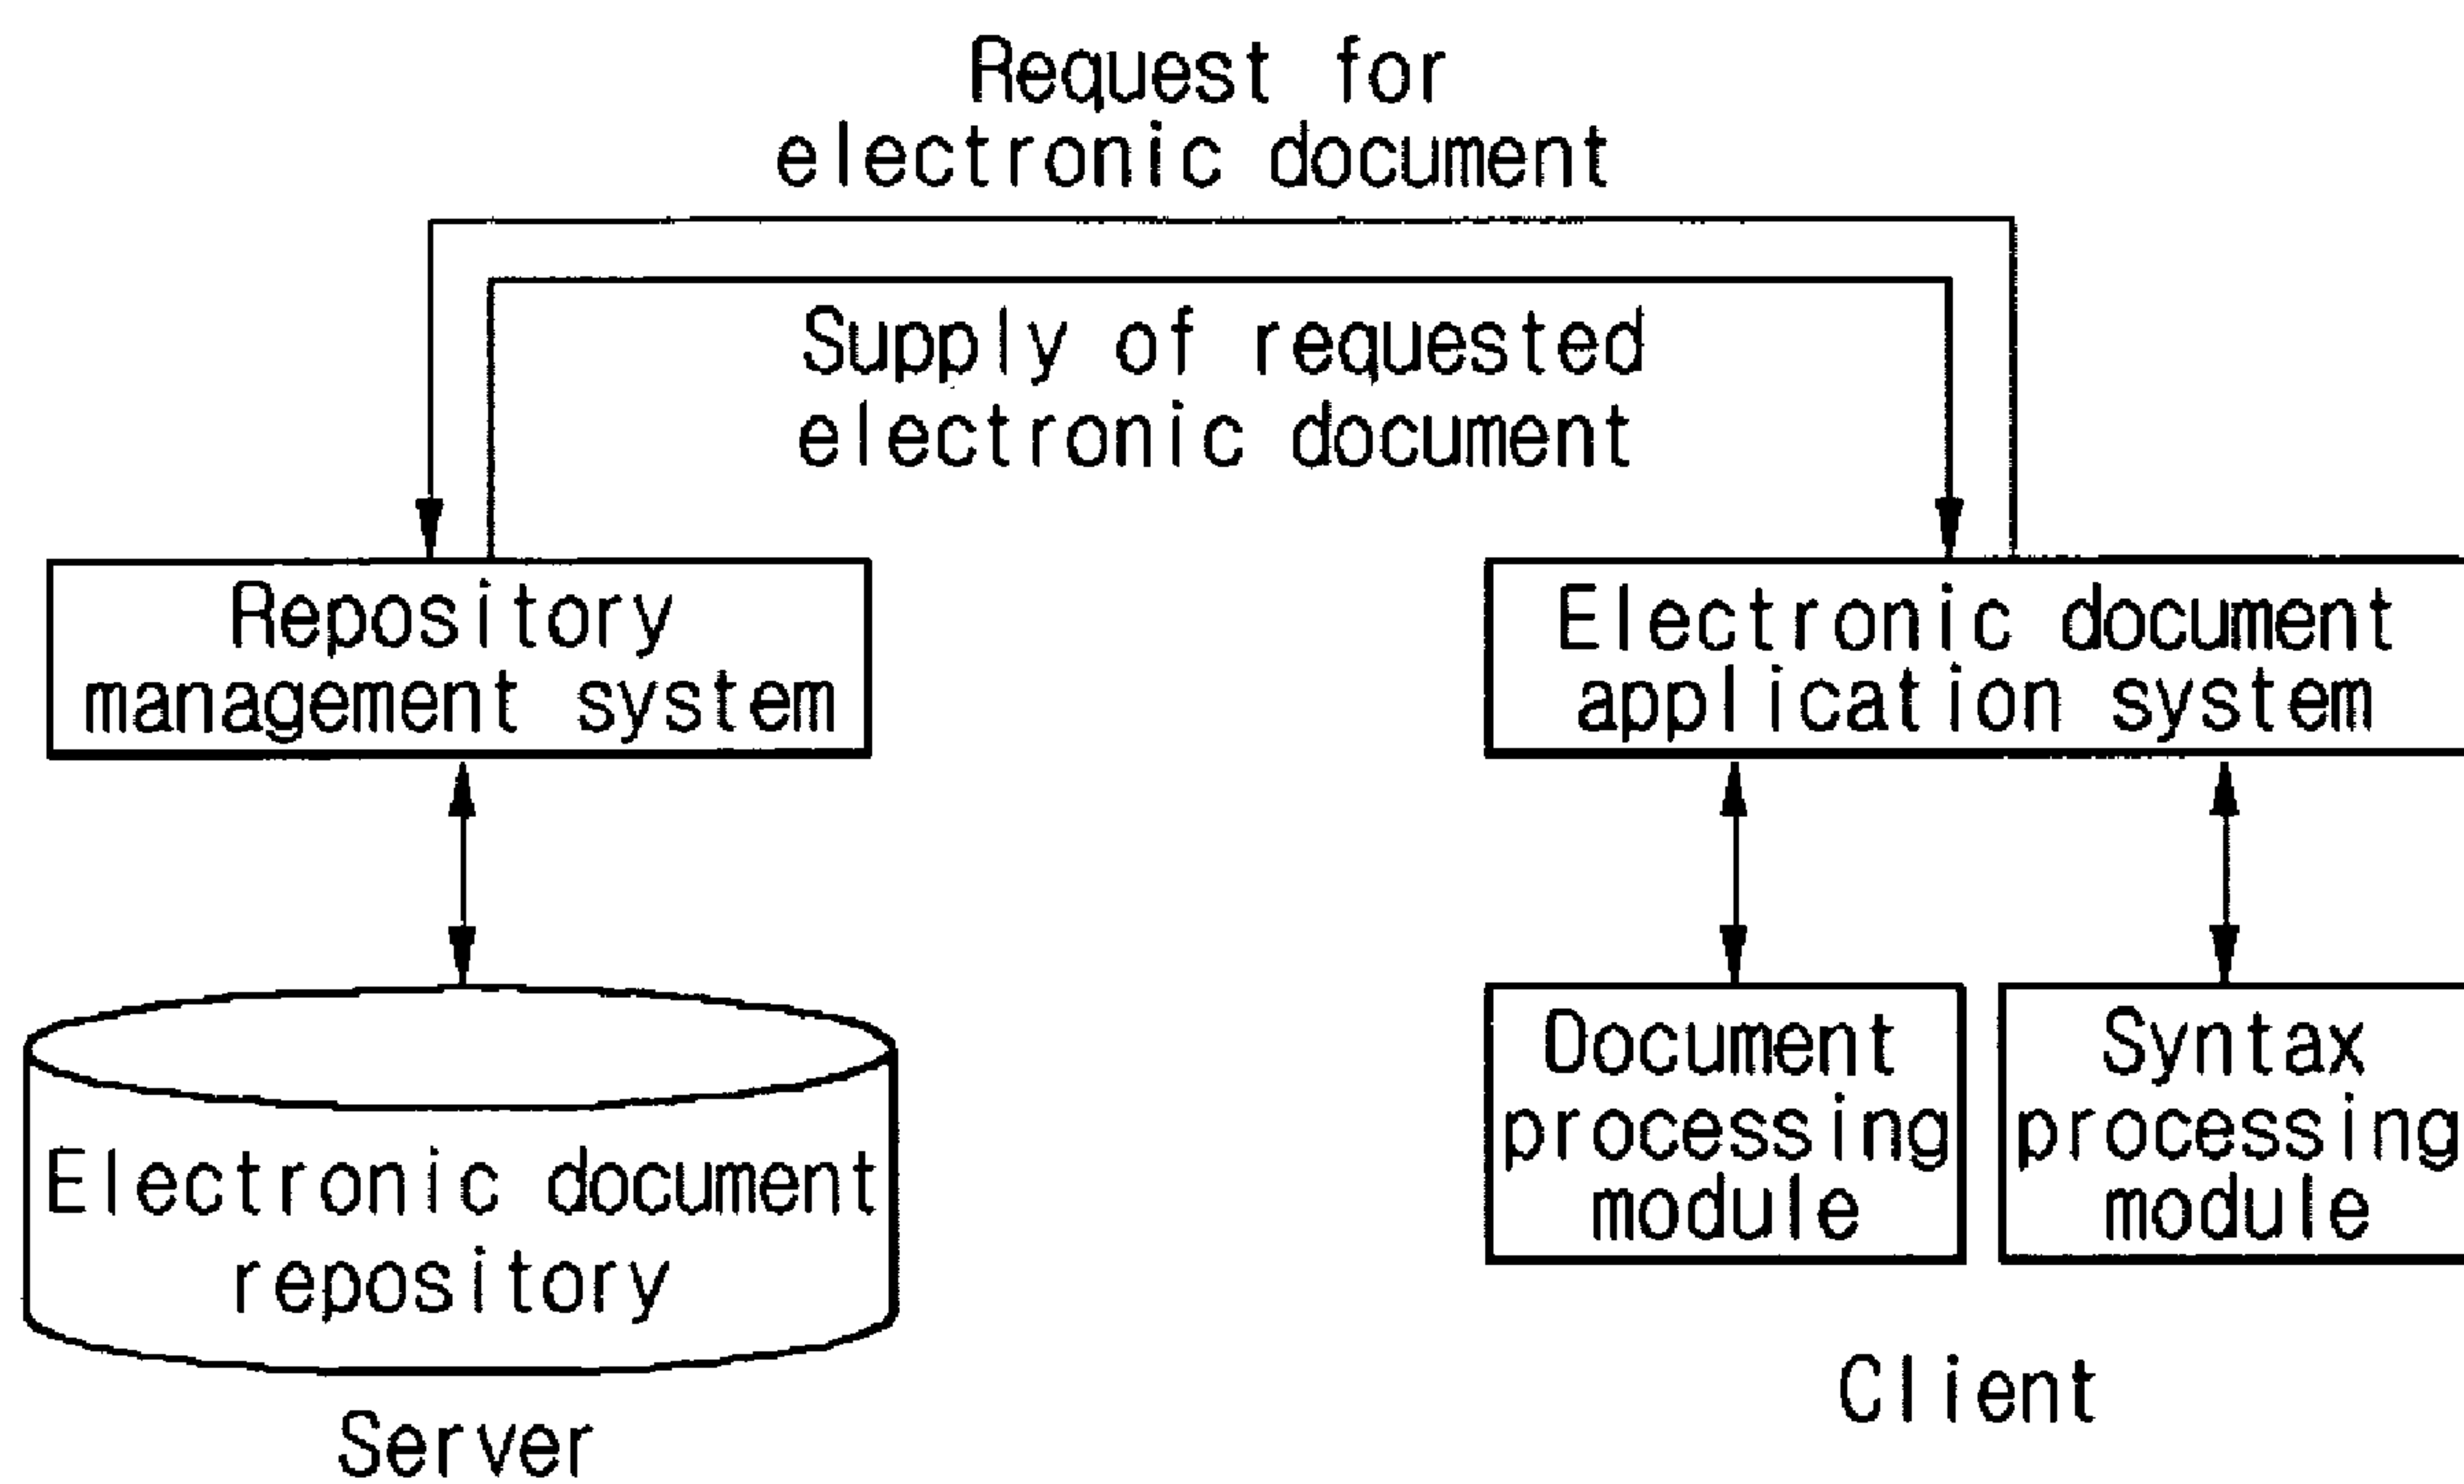 Request for
electronic document
Supply of requested
electronic document
Repository
management system
Electronic document
application system
Electronic document
repository
Server
Document
processing
module
Syntax
processing
module
Client